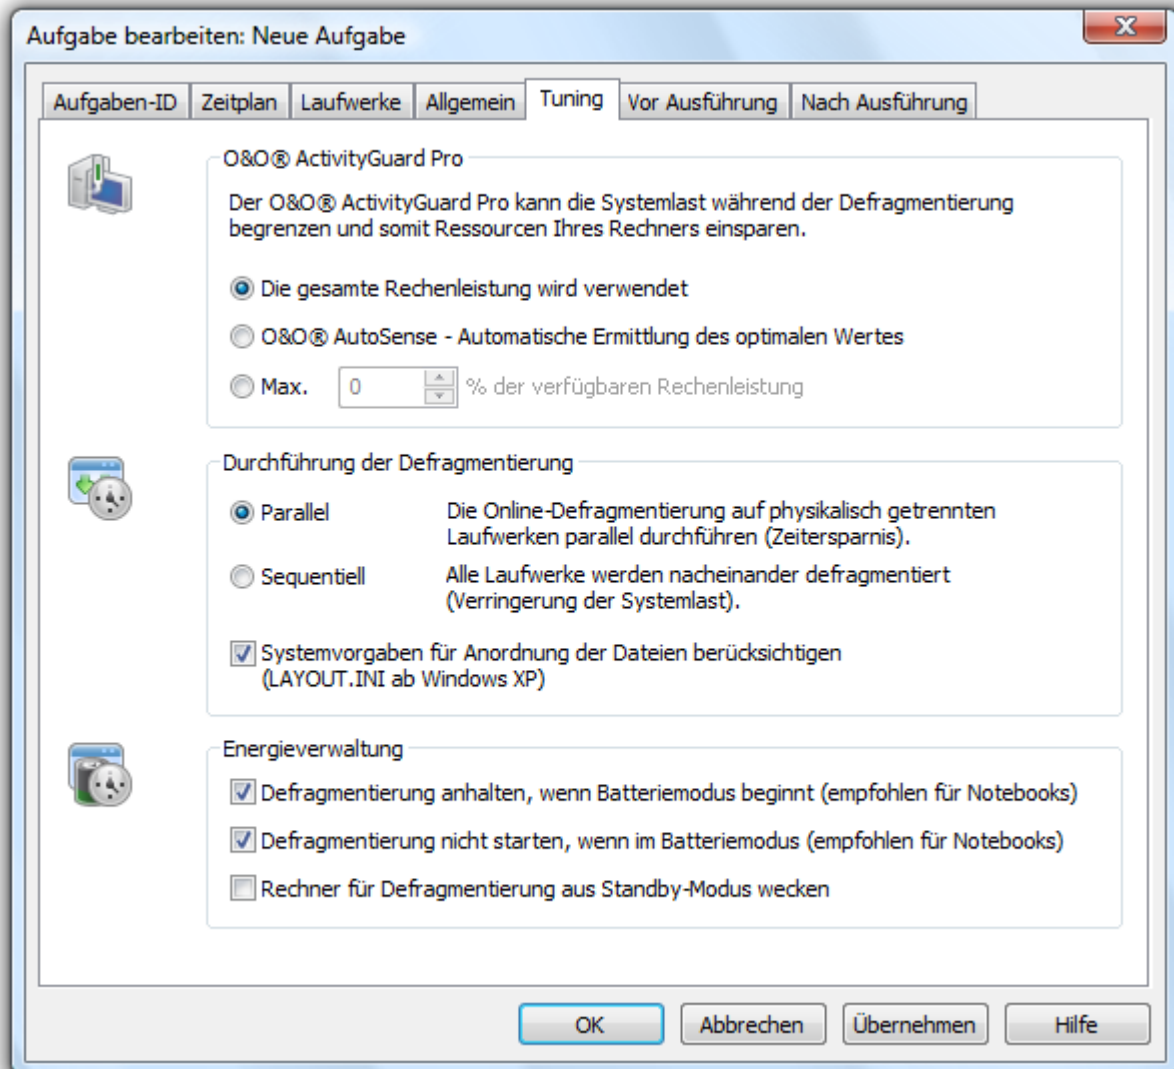 Aufgabe bearbeiten: Neue Aufgabe
Aufgaben-ID Zeitplan Laufwerke Allgemein Tuning Vor Ausführung Nach Ausführung
O&O® ActivityGuard Pro
Der O&O® ActivityGuard Pro kann die Systemlast während der Defragmentierung
begrenzen und somit Ressourcen Ihres Rechners einsparen.
Die gesamte Rechenleistung wird verwendet
O&O® AutoSense - Automatische Ermittlung des optimalen Wertes
Max. 0 % der verfügbaren Rechenleistung
Durchführung der Defragmentierung
Parallel Die Online-Defragmentierung auf physikalisch getrennten
Laufwerken parallel durchführen (Zeitersparnis).
Sequentiell Alle Laufwerke werden nacheinander defragmentiert
(Verringerung der Systemlast).
Systemvorgaben für Anordnung der Dateien berücksichtigen
(LAYOUT.INI ab Windows XP)
Energieverwaltung
Defragmentierung anhalten, wenn Batteriemodus beginnt (empfohlen für Notebooks)
Defragmentierung nicht starten, wenn im Batteriemodus (empfohlen für Notebooks)
Rechner für Defragmentierung aus Standby-Modus wecken
OK Abbrechen Übernehmen Hilfe